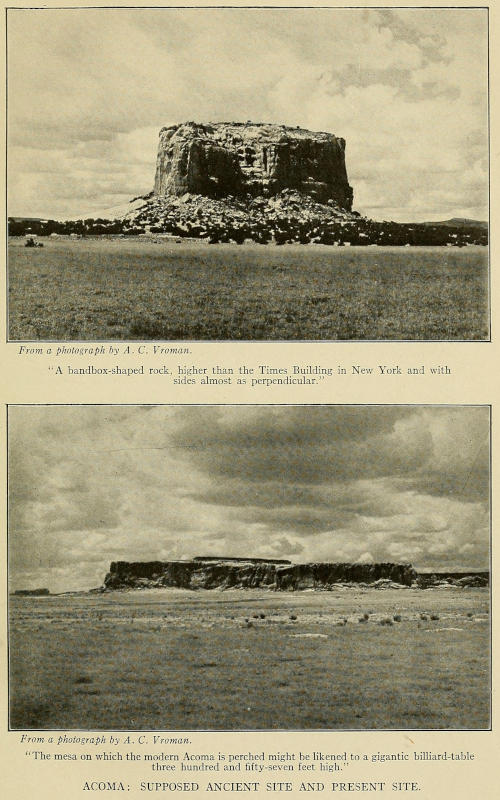 From a photograph by A. C. Vroman.
"A bandbox-shaped rock, higher than the Times Building in New York and with
sides almost as perpendicular."
From a photograph by A. C. Vroman.
"The mesa on which the modern Acoma is perched might be likened to a gigantic billiard-table
three hundred and fifty-seven feet high."
ACOMA: SUPPOSED ANCIENT SITE AND PRESENT SITE.